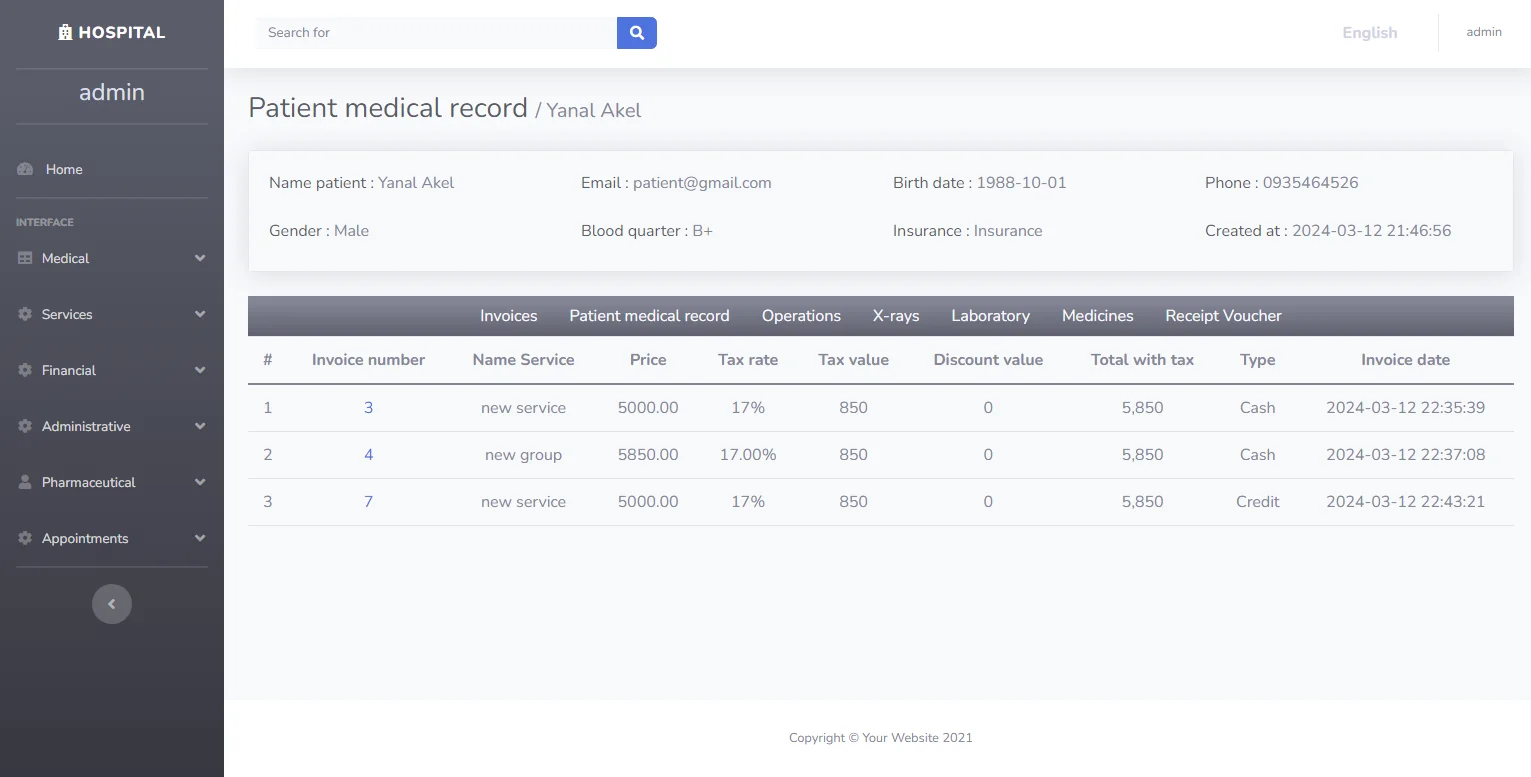 HOSPITAL
Search for
English
admin
admin
Patient medical record / Yanal Akel
Home
Name patient : Yanal Akel
Email : patient@gmail.com
Birth date : 1988-10-01
Phone : 0935464526
INTERFACE
Gender : Male
Blood quarter : B+
Insurance : Insurance
Created at : 2024-03-12 21:46:56
Medical
Services
Financial
Administrative
Pharmaceutical
Appointments
Invoices Patient medical record Operations X-rays Laboratory Medicines Receipt Voucher
# Invoice number Name Service Price Tax rate Tax value Discount value Total with tax Type Invoice date
1 3 new service 5000.00 17% 850 0 5,850 Cash 2024-03-12 22:35:39
2 4 new group 5850.00 17.00% 850 0 5,850 Cash 2024-03-12 22:37:08
3 7 new service 5000.00 17% 850 0 5,850 Credit 2024-03-12 22:43:21
Copyright © Your Website 2021